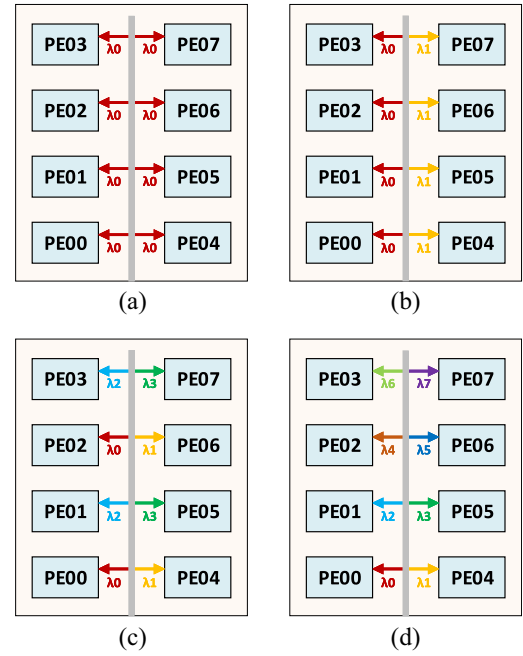 PE03 λ0 λ0 PE07
PE02 λ0 λ0 PE06
PE01 λ0 λ0 PE05
PE00 λ0 λ0 PE04
(a)
PE03 λ0 λ1 PE07
PE02 λ0 λ1 PE06
PE01 λ0 λ1 PE05
PE00 λ0 λ1 PE04
(b)
PE03 λ2 λ3 PE07
PE02 λ0 λ1 PE06
PE01 λ2 λ3 PE05
PE00 λ0 λ1 PE04
(c)
PE03 λ6 λ7 PE07
PE02 λ4 λ5 PE06
PE01 λ2 λ3 PE05
PE00 λ0 λ1 PE04
(d)